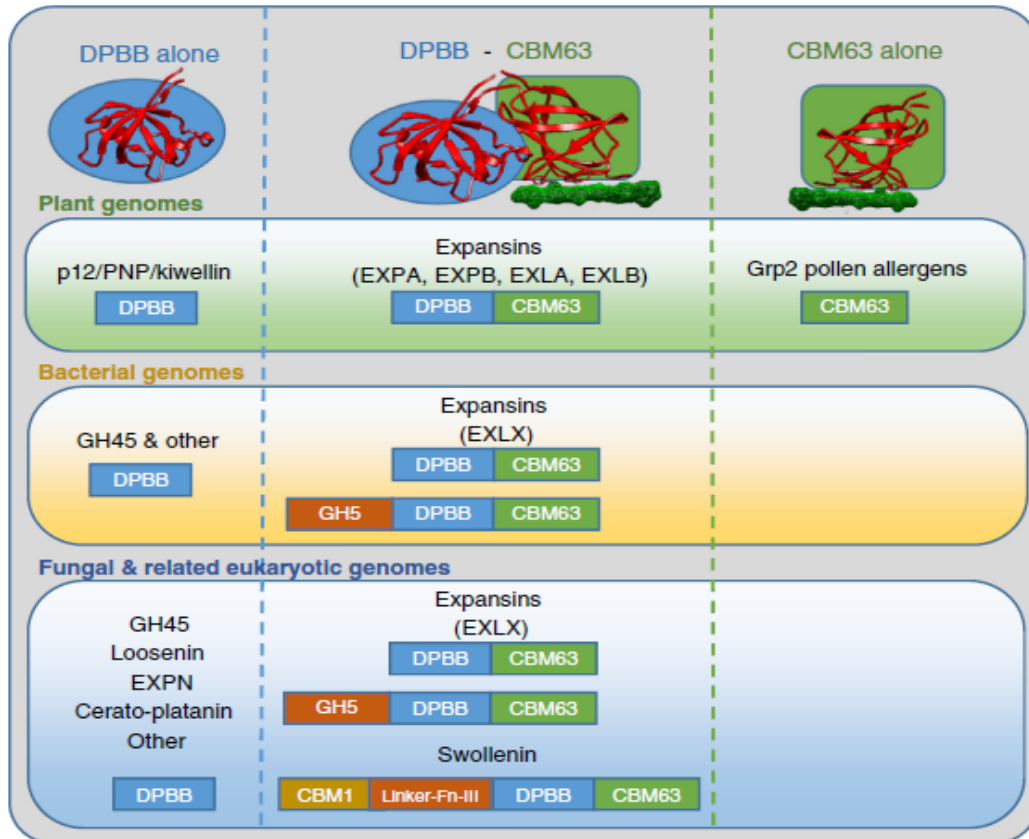 DPBB alone
DPBB - CBM63
CBM63 alone
Plant genomes
p12/PNP/kiwellin
DPBB
Expansins
(EXPA, EXPB, EXLA, EXLB)
DPBB CBM63
Grp2 pollen allergens
CBM63
Bacterial genomes
GH45 & other
DPBB
Expansins
(EXLX)
DPBB CBM63
GH5 DPBB CBM63
Fungal & related eukaryotic genomes
GH45
Loosenin
EXPN
Cerato-platanin
Other
DPBB
Expansins
(EXLX)
DPBB CBM63
GH5 DPBB CBM63
Swollenin
CBM1 Linker-Fn-III DPBB CBM63